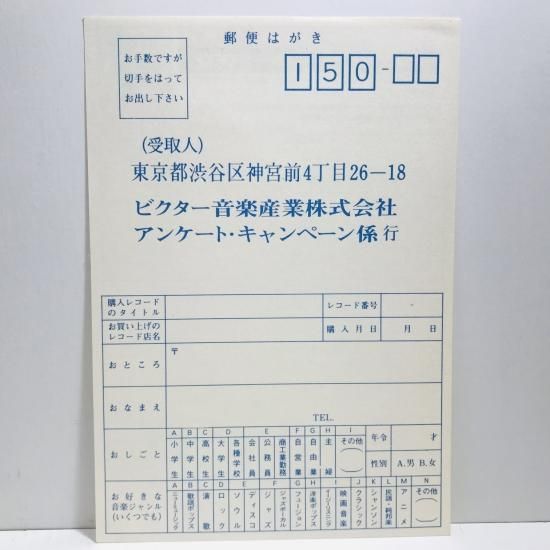 郵便はがき
お手数ですが
切手をはって
お出し下さい
150-
(受取人)
東京都渋谷区神宮前4丁目26―18
ビクター音楽産業株式会社
アンケート・キャンペーン係 行
購入レコードのタイトル
レコード番号 -
お買い上げのレコード店名
購入月日 月 日
おところ 〒
おなまえ TEL.
おしごと
A 小学生
B 中学生
C 高校生
D 大学生
各種学校
E 会社員
E 公務員
商工業勤務
F 自営業
G 自由業
H 主婦
I その他( )
年令 才
性別 A.男 B.女
お好きな音楽ジャンル(いくつでも)
A ニューミュージック
B 中間ポップス
C 演歌
D ロック
E ソウル
F ディスコ
F ジャズ
ジャズボーカル
G フュージョン
H 洋楽ポップス
イージーリスニング
I 映画音楽
J クラシック
K シャンソン
L 民謡・純邦楽
M アニメ
N その他( )